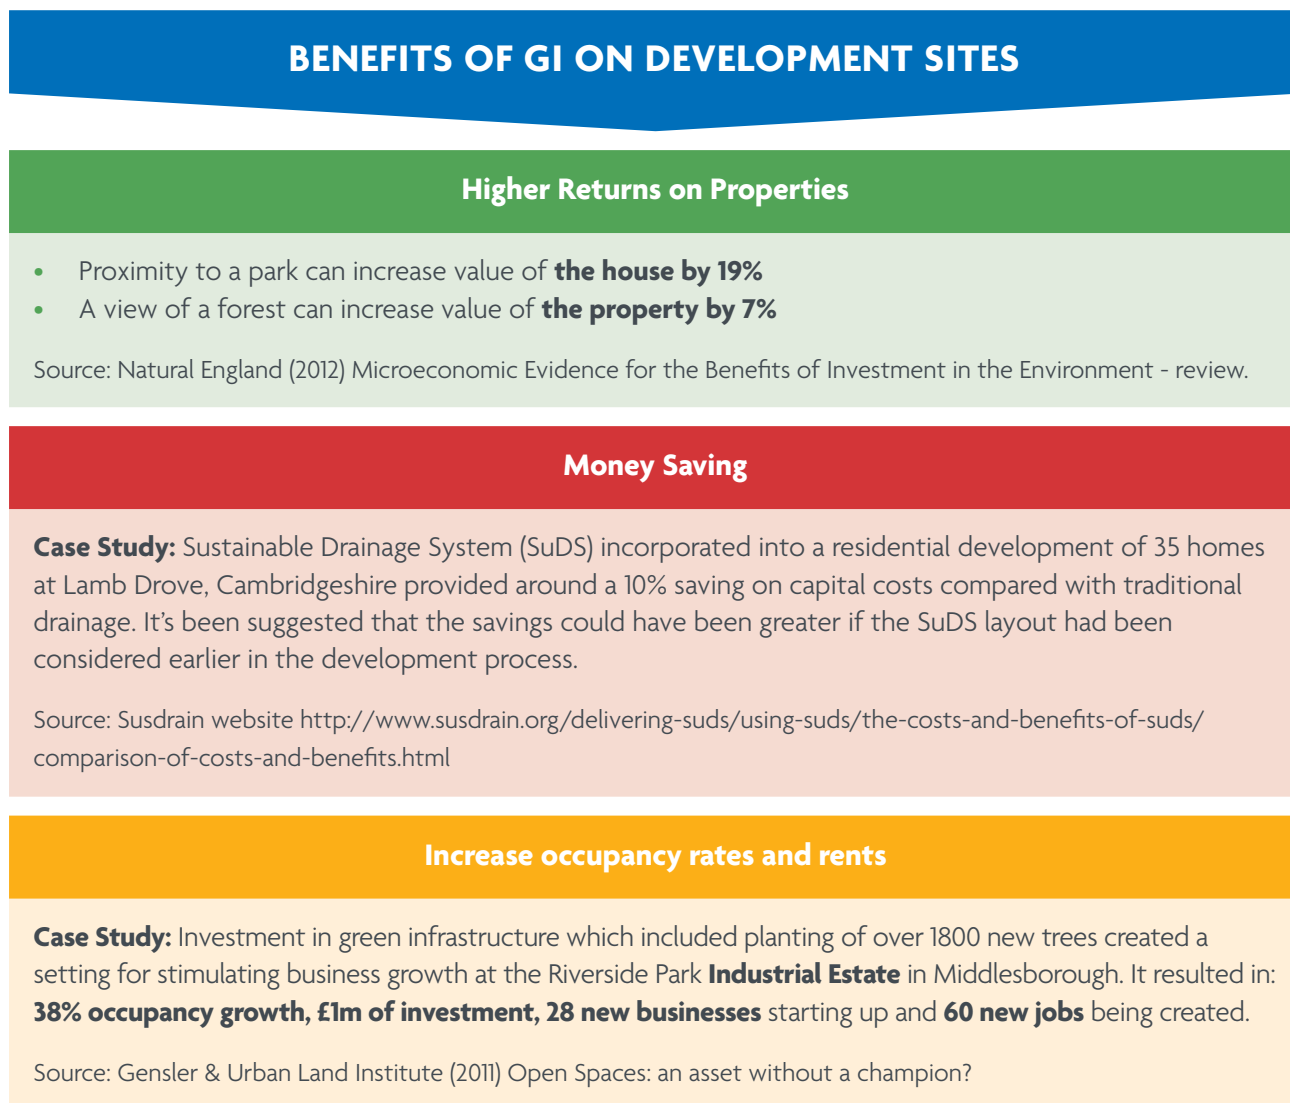 BENEFITS OF GI ON DEVELOPMENT SITES
Higher Returns on Properties
• Proximity to a park can increase value of the house by 19%
• A view of a forest can increase value of the property by 7%
Source: Natural England (2012) Microeconomic Evidence for the Benefits of Investment in the Environment - review.
Money Saving
Case Study: Sustainable Drainage System (SuDS) incorporated into a residential development of 35 homes
at Lamb Drove, Cambridgeshire provided around a 10% saving on capital costs compared with traditional
drainage. It’s been suggested that the savings could have been greater if the SuDS layout had been
considered earlier in the development process.
Source: Susdrain website http://www.susdrain.org/delivering-suds/using-suds/the-costs-and-benefits-of-suds/
comparison-of-costs-and-benefits.html
Increase occupancy rates and rents
Case Study: Investment in green infrastructure which included planting of over 1800 new trees created a
setting for stimulating business growth at the Riverside Park Industrial Estate in Middlesborough. It resulted in:
38% occupancy growth, £1m of investment, 28 new businesses starting up and 60 new jobs being created.
Source: Gensler & Urban Land Institute (2011) Open Spaces: an asset without a champion?